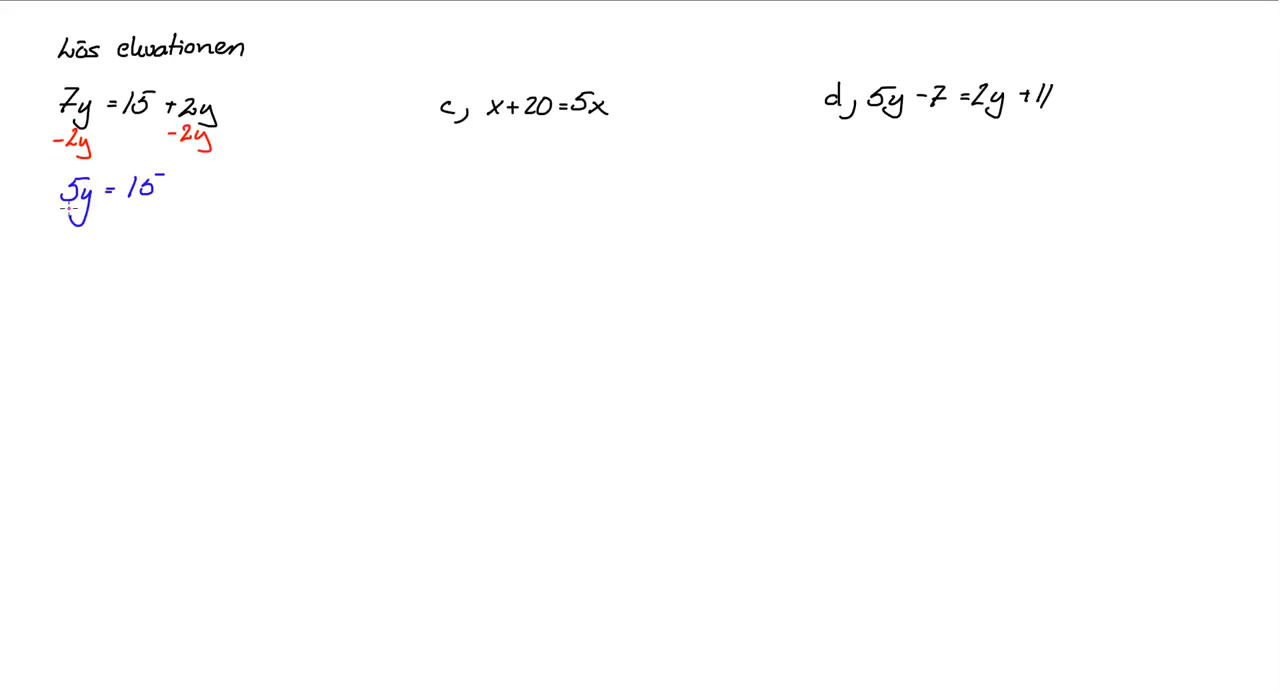 Lös ekvationen
7y = 15 + 2y
-2y -2y
5y = 15
c, x + 20 = 5x
d, 5y - 7 = 2y + 11